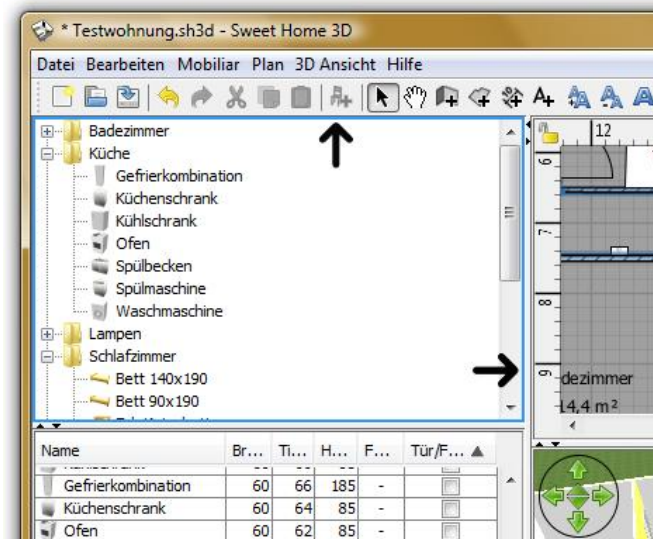 * Testwohnung.sh3d - Sweet Home 3D
Datei Bearbeiten Mobiliar Plan 3D Ansicht Hilfe
Badezimmer
Küche
Gefrierkombination
Küchenschrank
Kühlschrank
Ofen
Spülbecken
Spülmaschine
Waschmaschine
Lampen
Schlafzimmer
Bett 140x190
Bett 90x190
12
6
7
8
9
dezimmer
14,4 m²
Name Br... Ti... H... F... Tür/F...
Gefrierkombination 60 66 185 -
Küchenschrank 60 64 85 -
Ofen 60 62 85 -